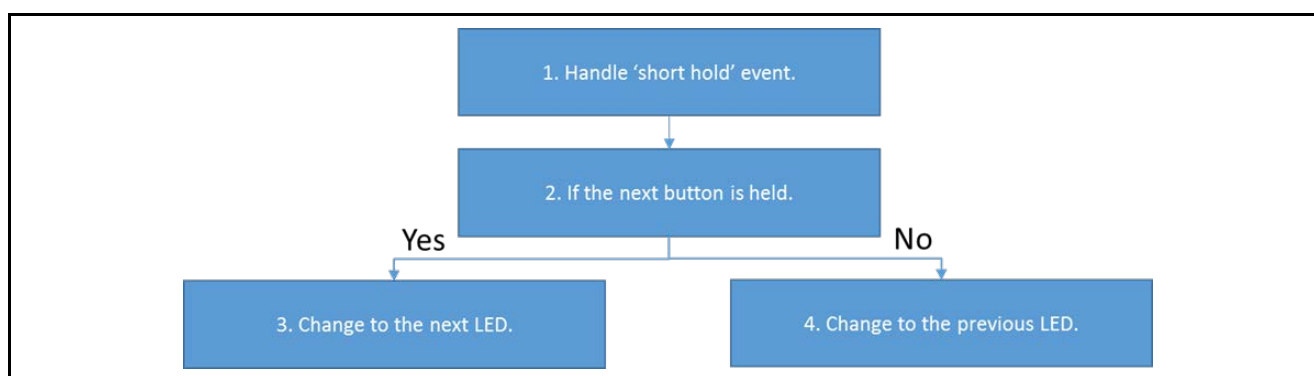 1. Handle ‘short hold’ event.
2. If the next button is held.
Yes
No
3. Change to the next LED.
4. Change to the previous LED.